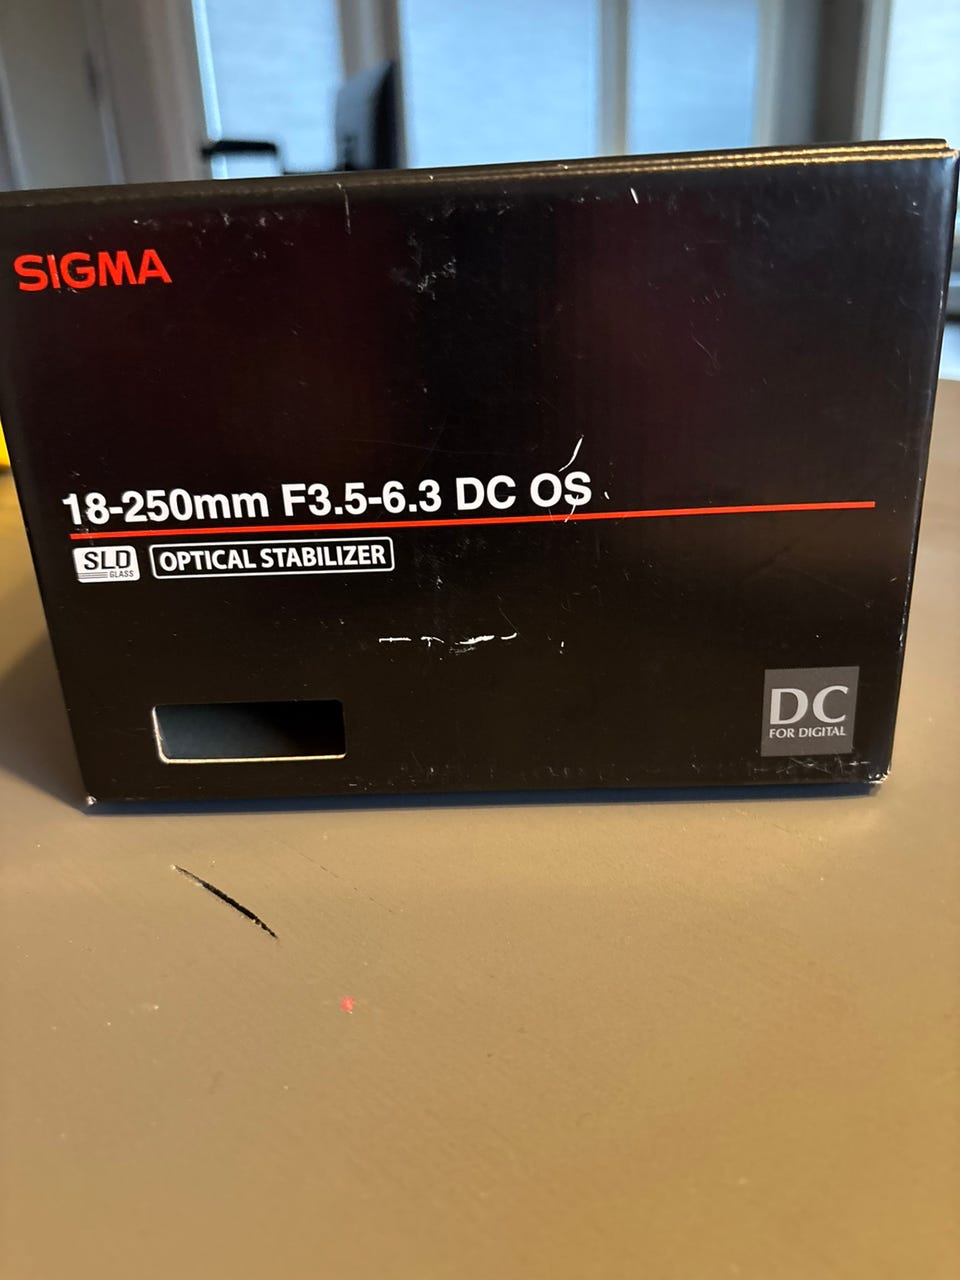 SIGMA
18-250mm F3.5-6.3 DC OS
SLD GLASS OPTICAL STABILIZER
DC
FOR DIGITAL